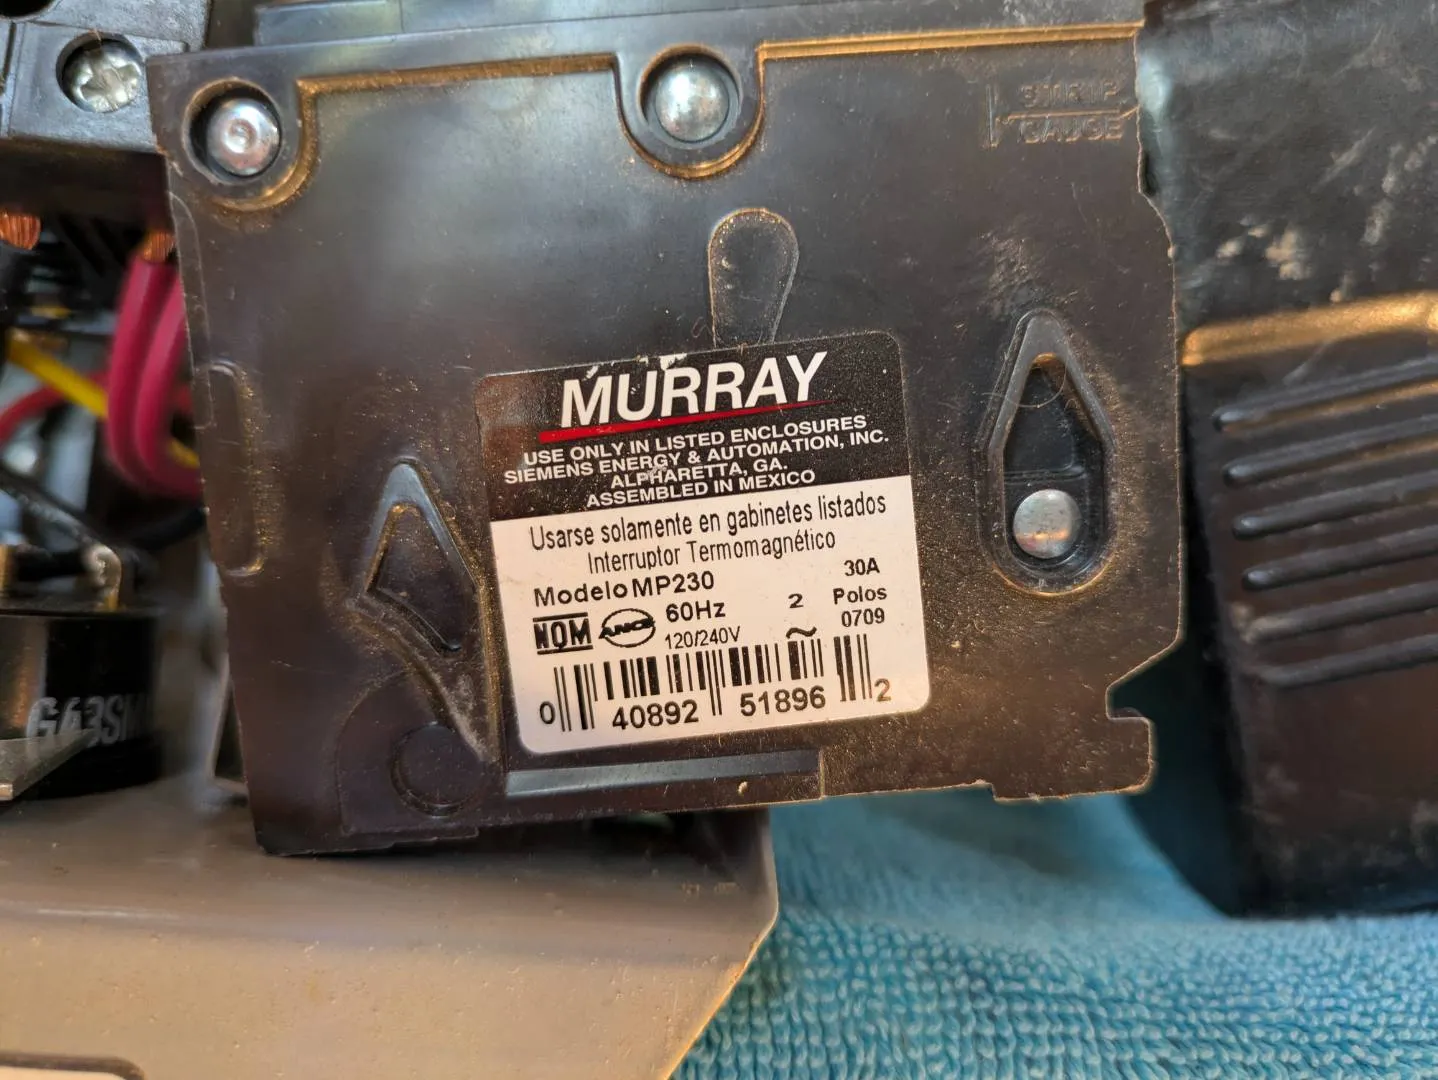 STRIP
GAUGE
MURRAY
USE ONLY IN LISTED ENCLOSURES
SIEMENS ENERGY & AUTOMATION, INC.
ALPHARETTA, GA.
ASSEMBLED IN MEXICO
Usarse solamente en gabinetes listados
Interruptor Termomagnético
Modelo MP230 30A
NOM ANCE 60Hz 2 Polos
120/240V ~ 0709
0 40892 51896 2